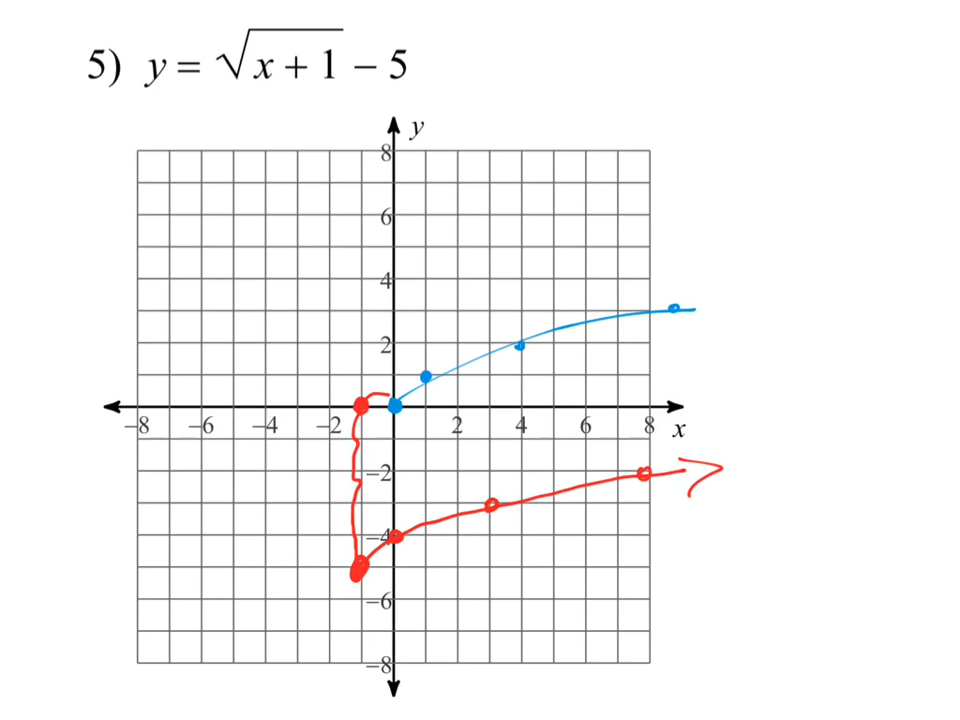 5) y = √x + 1 − 5
y
8
6
4
2
−8 −6 −4 −2 2 4 6 8 x
−2
−4
−6
−8